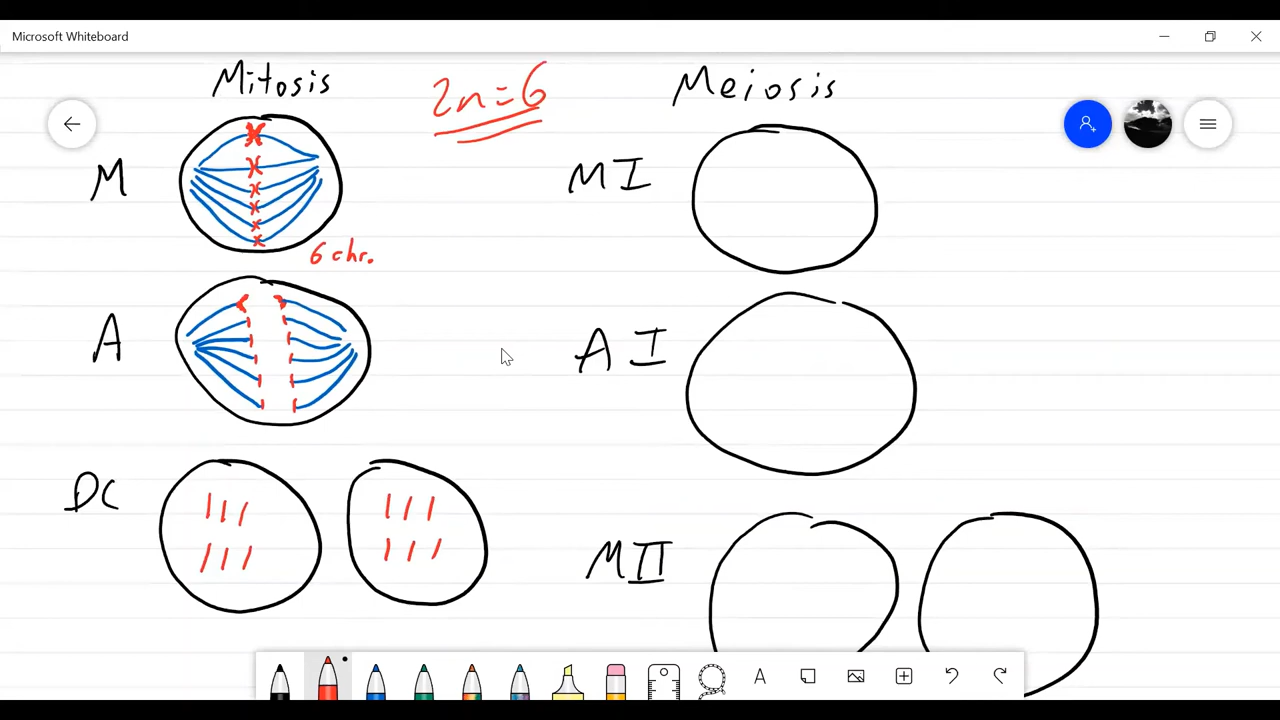 Microsoft Whiteboard
Mitosis
2n=6
Meiosis
M
6 chr.
MI
A
AI
DC
MII